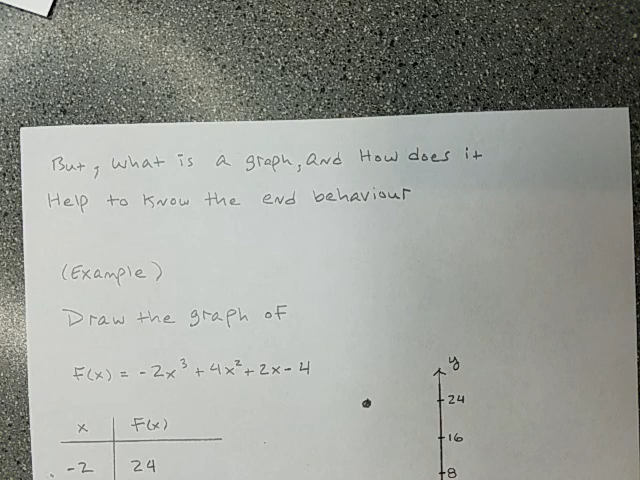 But, what is a graph, and How does it
Help to Know the end behaviour
(Example)
Draw the graph of
F(x) = -2x³ + 4x² + 2x - 4
x F(x)
-2 24
y
24
16
8